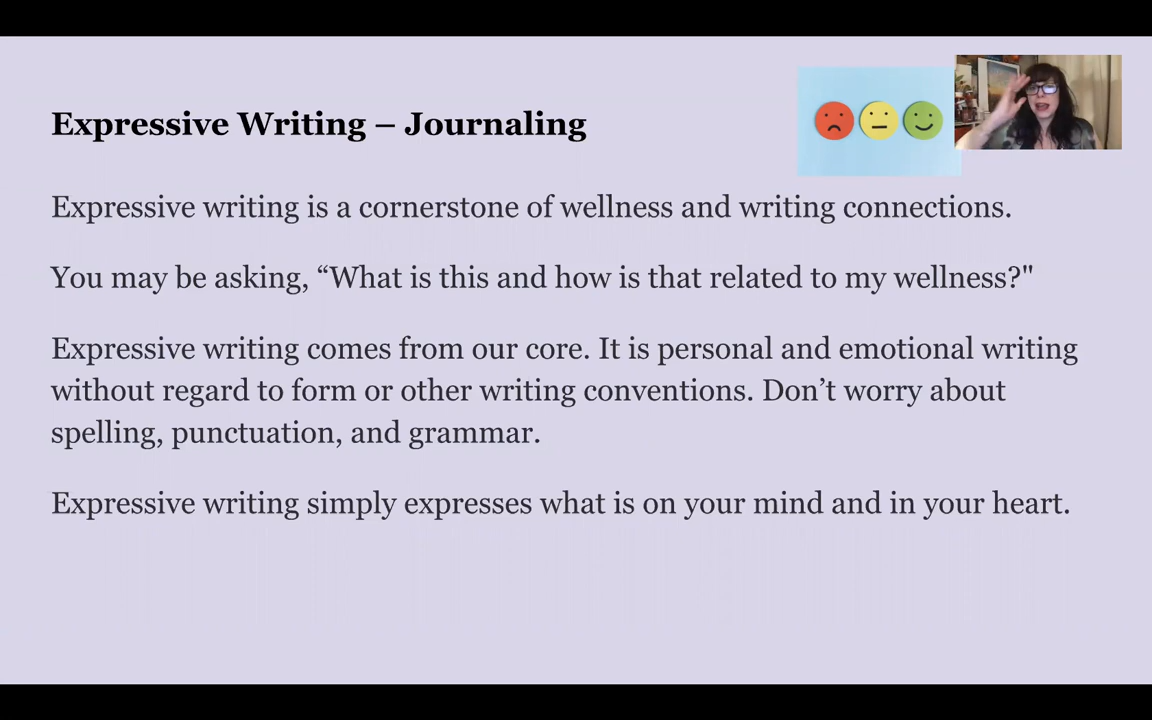 Expressive Writing – Journaling
Expressive writing is a cornerstone of wellness and writing connections.
You may be asking, “What is this and how is that related to my wellness?"
Expressive writing comes from our core. It is personal and emotional writing
without regard to form or other writing conventions. Don’t worry about
spelling, punctuation, and grammar.
Expressive writing simply expresses what is on your mind and in your heart.